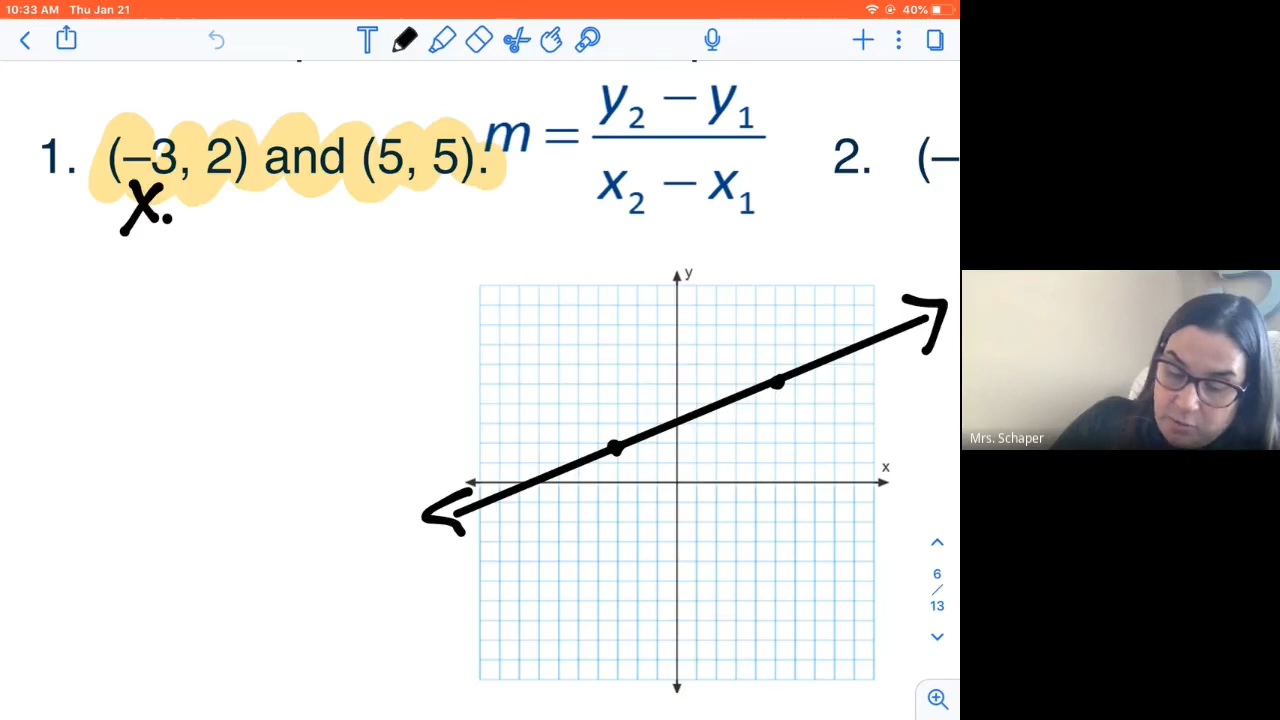 10:33 AM Thu Jan 21
40%
T
1. (–3, 2) and (5, 5). m = y₂ – y₁ / x₂ – x₁
2. (–
x.
y
x
6
/
13
Mrs. Schaper